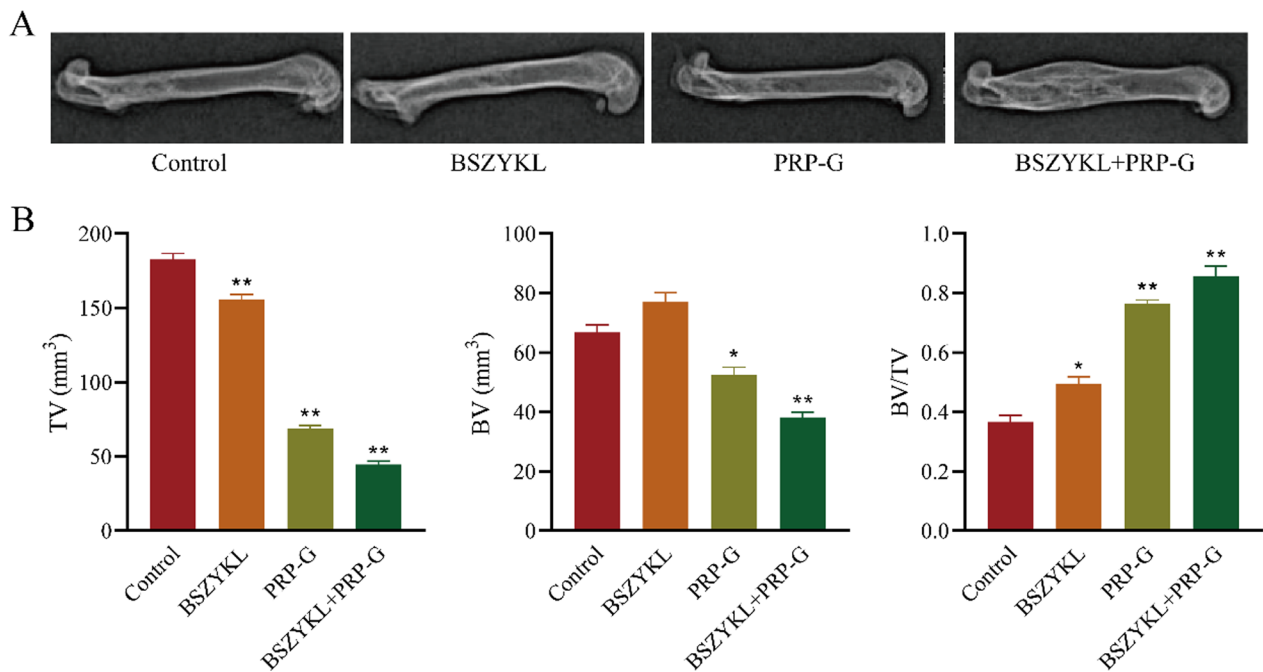 A
Control
BSZYKL
PRP-G
BSZYKL+PRP-G
B
TV (mm³)
200
150
100
50
0
**
**
**
Control
BSZYKL
PRP-G
BSZYKL+PRP-G
BV (mm³)
100
80
60
40
20
0
*
**
Control
BSZYKL
PRP-G
BSZYKL+PRP-G
BV/TV
1.0
0.8
0.6
0.4
0.2
0.0
*
**
**
Control
BSZYKL
PRP-G
BSZYKL+PRP-G